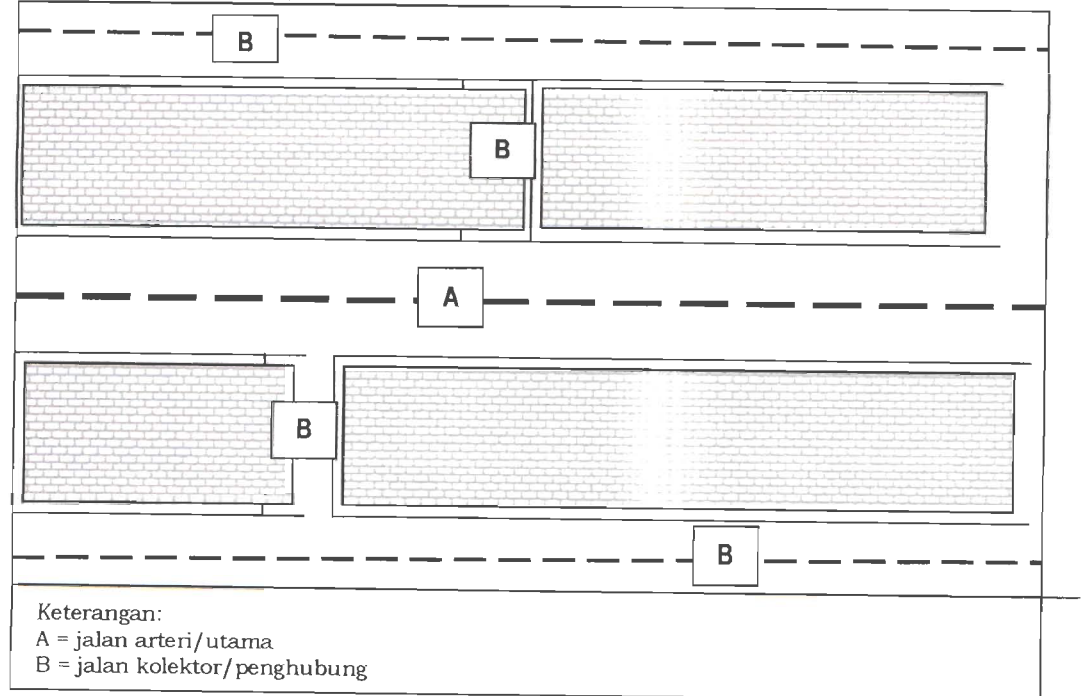 B
B
A
B
B
Keterangan:
A = jalan arteri/utama
B = jalan kolektor/penghubung